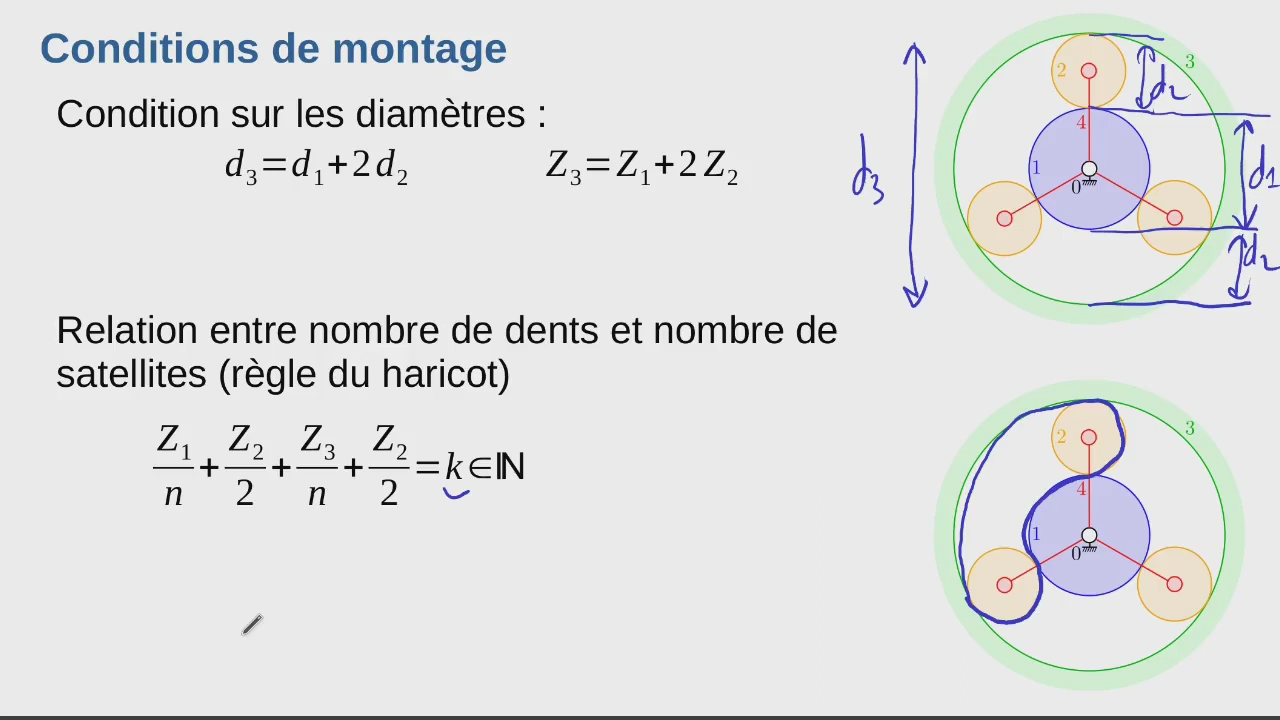 Conditions de montage
Condition sur les diamètres :
d₃=d₁+2d₂ Z₃=Z₁+2Z₂
Relation entre nombre de dents et nombre de
satellites (règle du haricot)
Z₁/n + Z₂/2 + Z₃/n + Z₂/2 = k∈ℕ
2
3
d₂
4
d₃
1
d₁
0
d₂
2
3
4
1
0